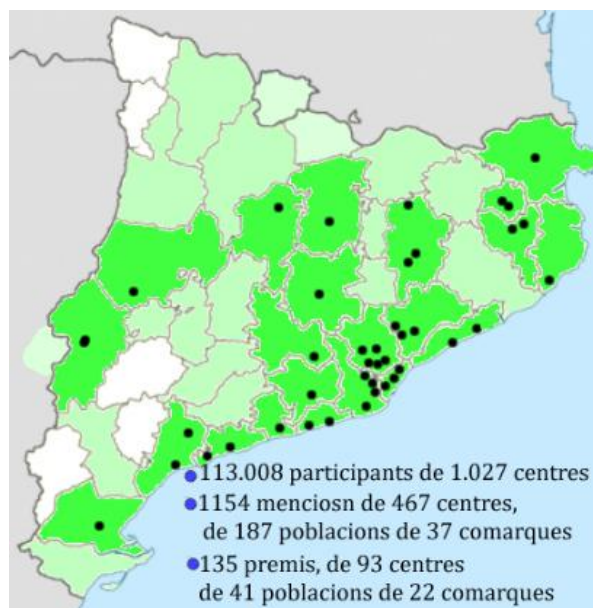 113.008 participants de 1.027 centres
1154 menciosn de 467 centres,
de 187 poblacions de 37 comarques
135 premis, de 93 centres
de 41 poblacions de 22 comarques